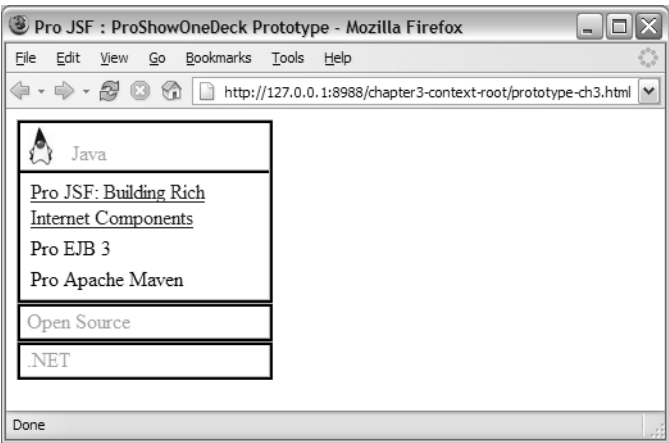 Pro JSF : ProShowOneDeck Prototype - Mozilla Firefox
File Edit View Go Bookmarks Tools Help
http://127.0.0.1:8988/chapter3-context-root/prototype-ch3.html
Java
Pro JSF: Building Rich
Internet Components
Pro EJB 3
Pro Apache Maven
Open Source
.NET
Done